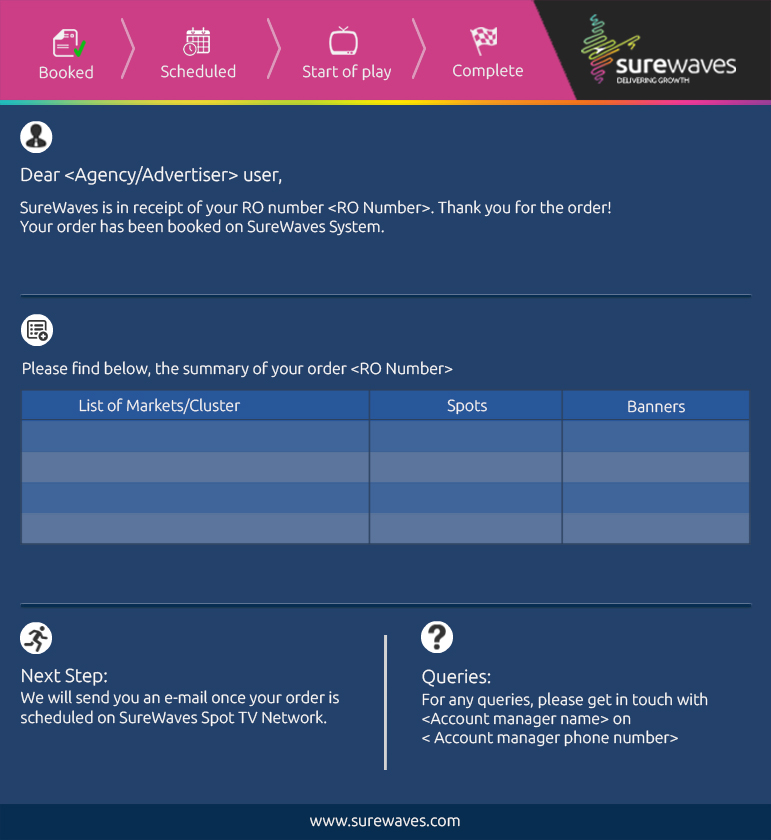 Booked
Scheduled
Start of play
Complete
surewaves
DELIVERING GROWTH
Dear <Agency/Advertiser> user,
SureWaves is in receipt of your RO number <RO Number>. Thank you for the order!
Your order has been booked on SureWaves System.
Please find below, the summary of your order <RO Number>
List of Markets/Cluster
Spots
Banners
Next Step:
We will send you an e-mail once your order is
scheduled on SureWaves Spot TV Network.
?
Queries:
For any queries, please get in touch with
<Account manager name> on
< Account manager phone number>
www.surewaves.com